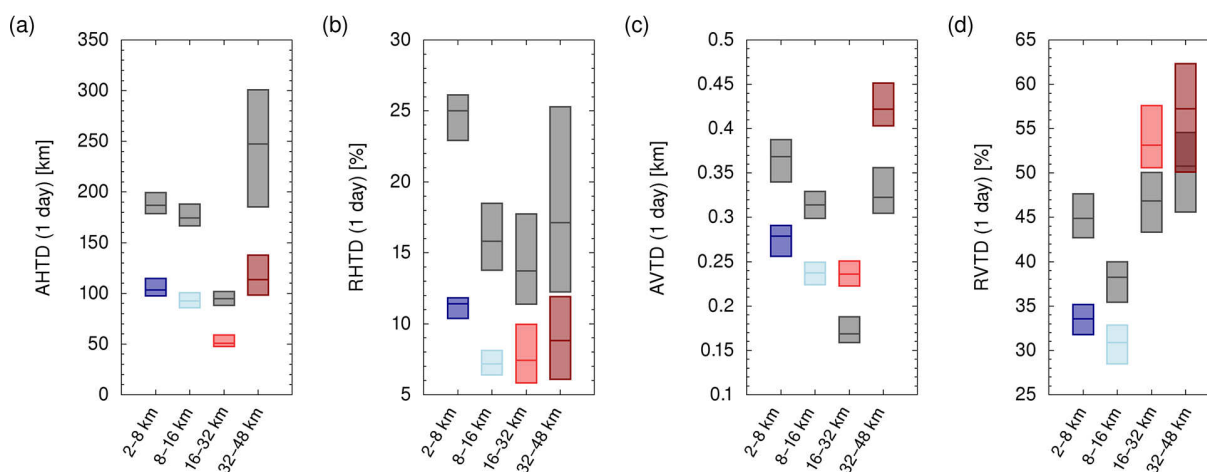 (a)
AHTD (1 day) [km]
350
300
250
200
150
100
50
0
2–8 km
8–16 km
16–32 km
32–48 km
(b)
RHTD (1 day) [%]
30
25
20
15
10
5
2–8 km
8–16 km
16–32 km
32–48 km
(c)
AVTD (1 day) [km]
0.5
0.45
0.4
0.35
0.3
0.25
0.2
0.15
0.1
2–8 km
8–16 km
16–32 km
32–48 km
(d)
RVTD (1 day) [%]
65
60
55
50
45
40
35
30
25
2–8 km
8–16 km
16–32 km
32–48 km